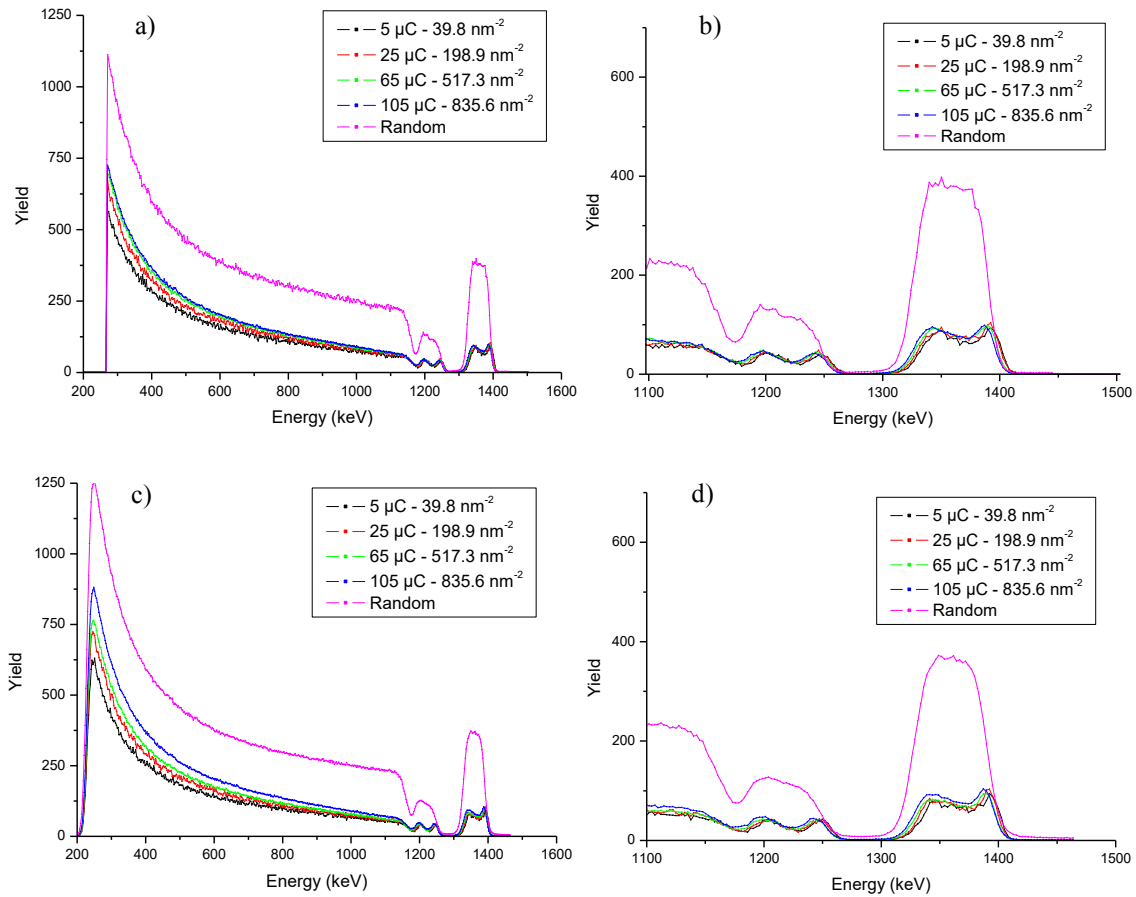 a)
1250
1000
750
500
250
0
Yield
200 400 600 800 1000 1200 1400 1600
Energy (keV)
5 µC - 39.8 nm-2
25 µC - 198.9 nm-2
65 µC - 517.3 nm-2
105 µC - 835.6 nm-2
Random
b)
600
400
200
0
Yield
1100 1200 1300 1400 1500
Energy (keV)
5 µC - 39.8 nm-2
25 µC - 198.9 nm-2
65 µC - 517.3 nm-2
105 µC - 835.6 nm-2
Random
c)
1250
1000
750
500
250
0
Yield
200 400 600 800 1000 1200 1400 1600
Energy (keV)
5 µC - 39.8 nm-2
25 µC - 198.9 nm-2
65 µC - 517.3 nm-2
105 µC - 835.6 nm-2
Random
d)
600
400
200
0
Yield
1100 1200 1300 1400 1500
Energy (keV)
5 µC - 39.8 nm-2
25 µC - 198.9 nm-2
65 µC - 517.3 nm-2
105 µC - 835.6 nm-2
Random